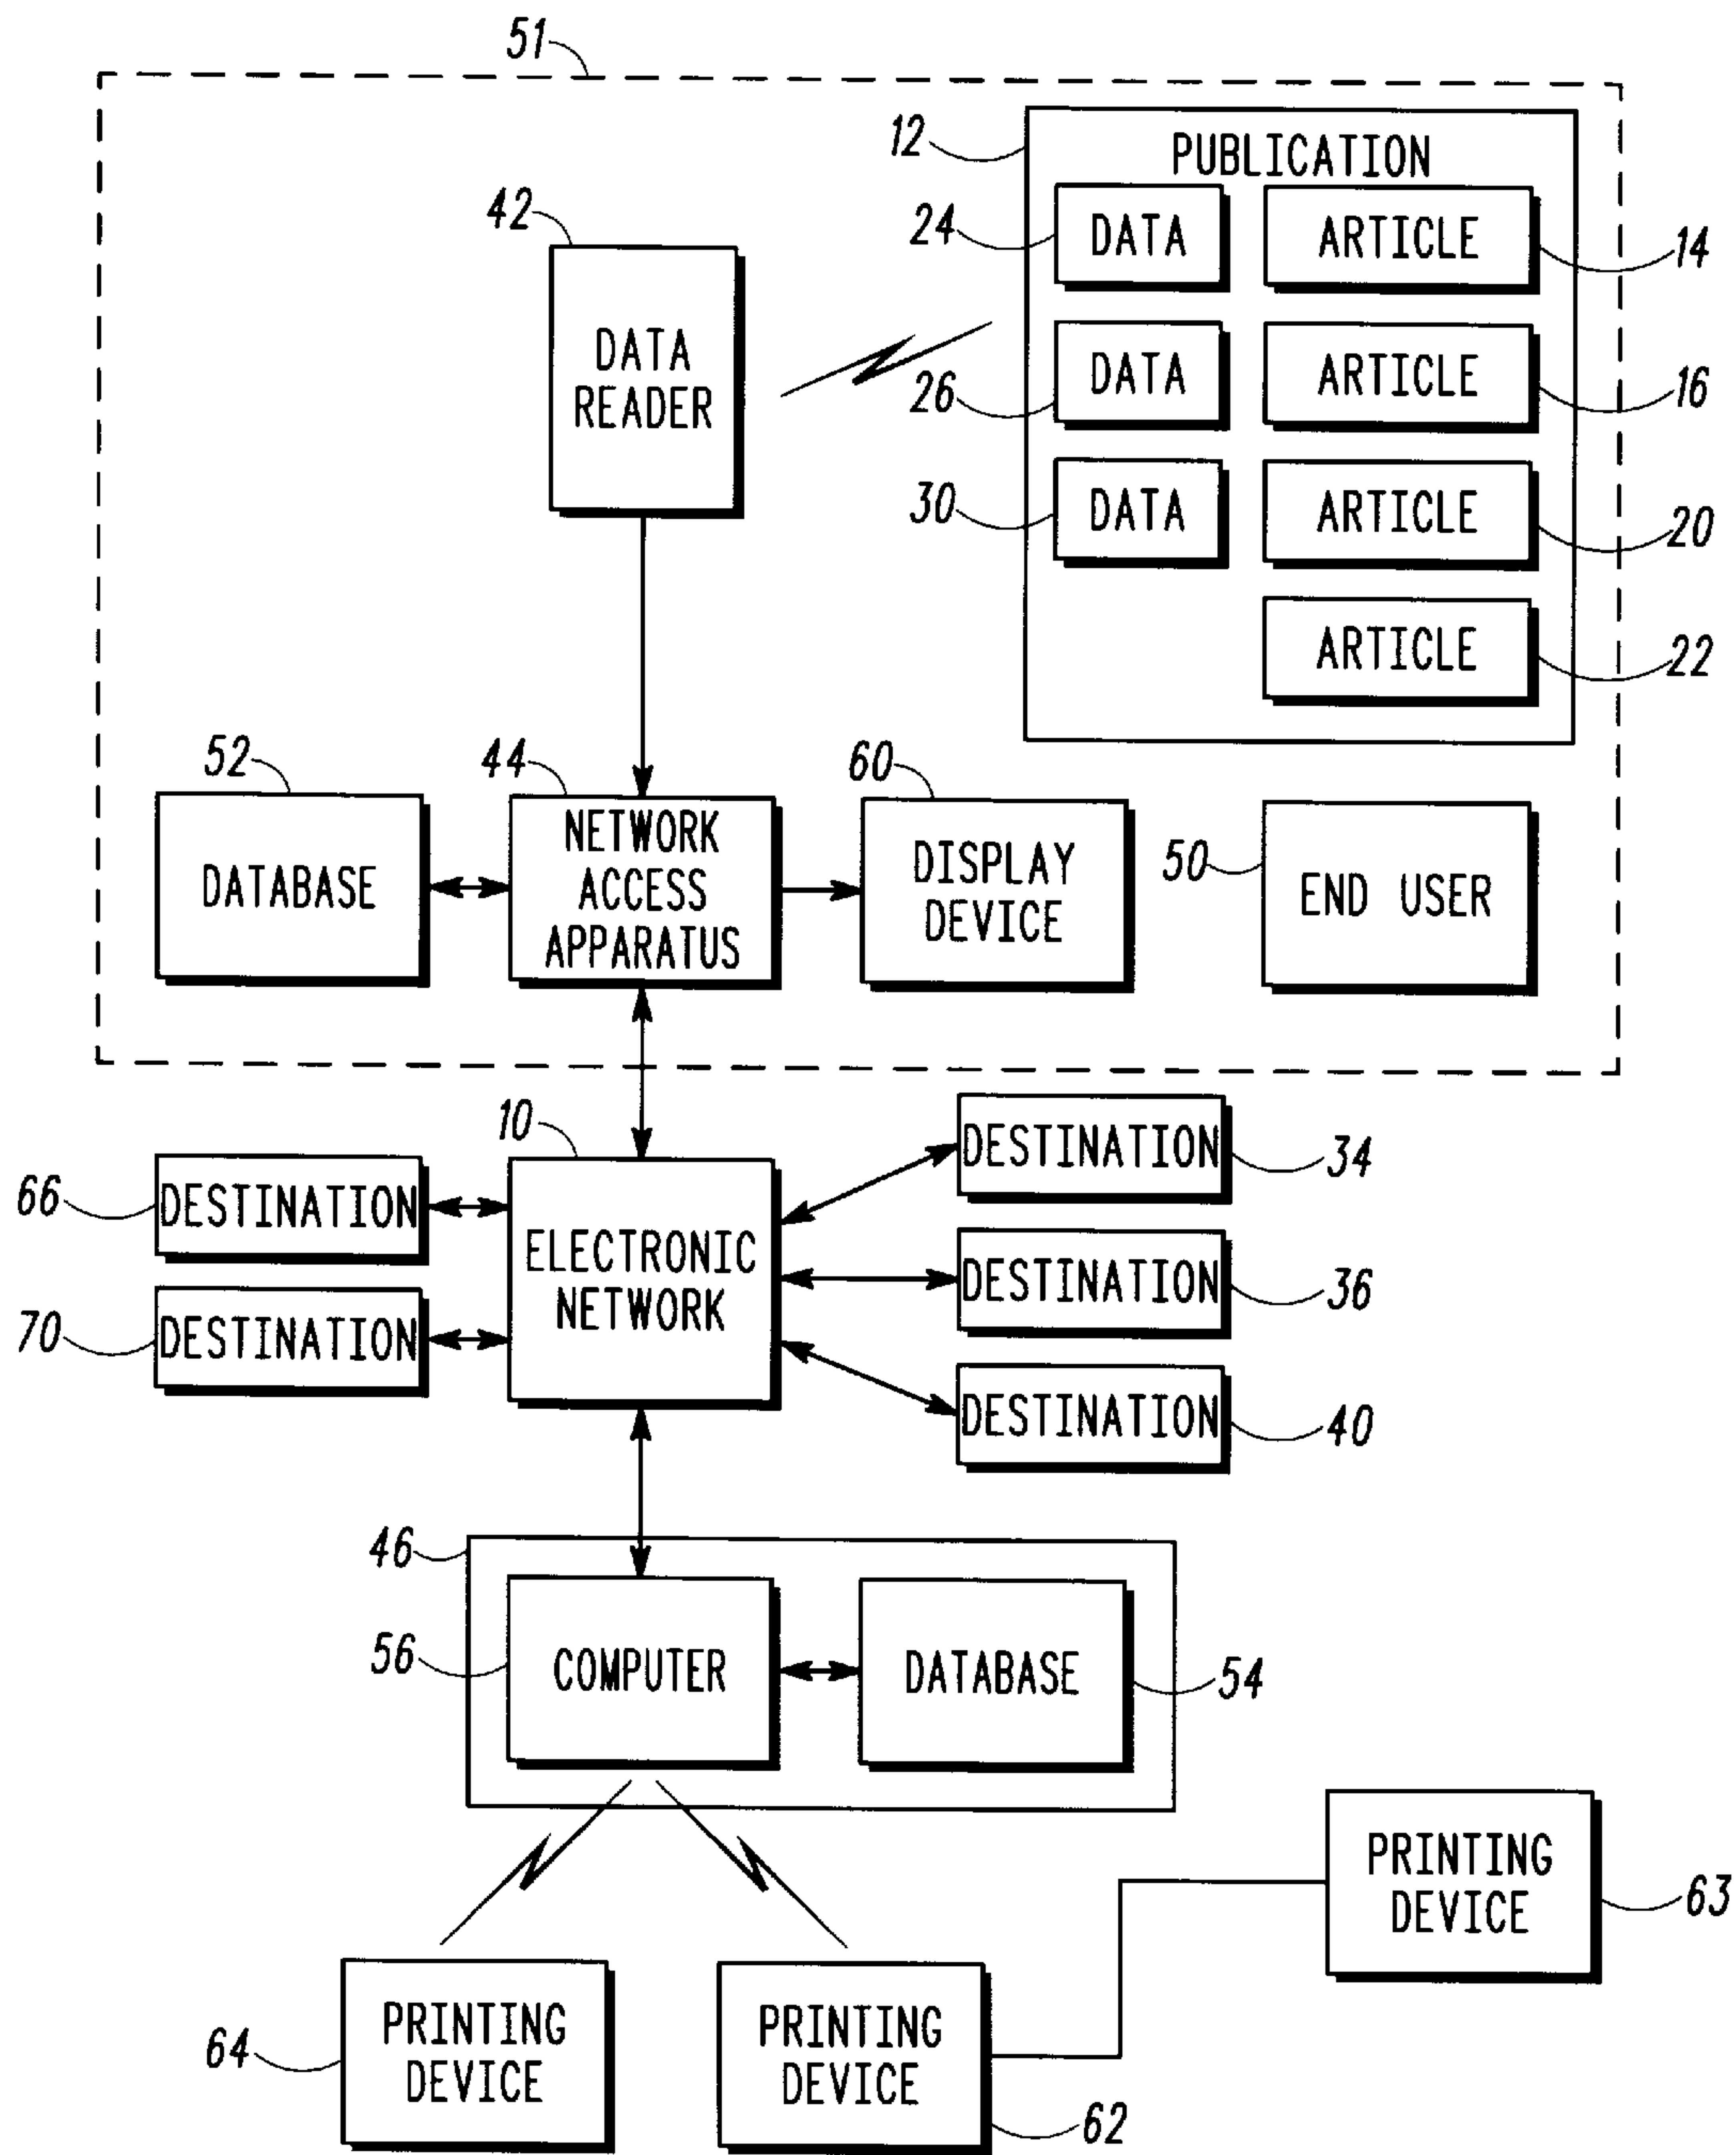 51
12
PUBLICATION
42
24
DATA
ARTICLE
14
DATA
READER
26
DATA
ARTICLE
16
30
DATA
ARTICLE
20
ARTICLE
22
52
44
60
DATABASE
NETWORK
ACCESS
APPARATUS
DISPLAY
DEVICE
50
END USER
10
DESTINATION
34
66
DESTINATION
ELECTRONIC
NETWORK
DESTINATION
36
70
DESTINATION
DESTINATION
40
46
56
COMPUTER
DATABASE
54
PRINTING
DEVICE
63
64
PRINTING
DEVICE
PRINTING
DEVICE
62